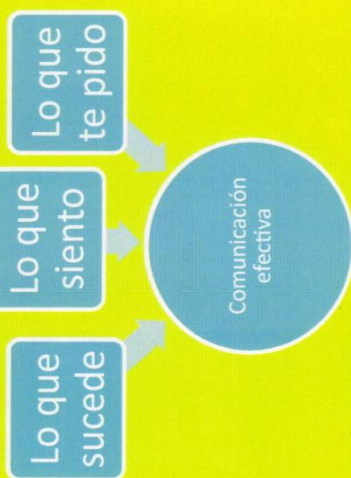 Lo que
sucede
Lo que
siento
Lo que
te pido
Comunicación
efectiva